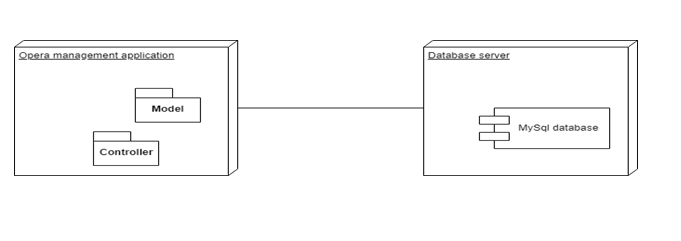 Opera management application
Model
Controller
Database server
MySql database